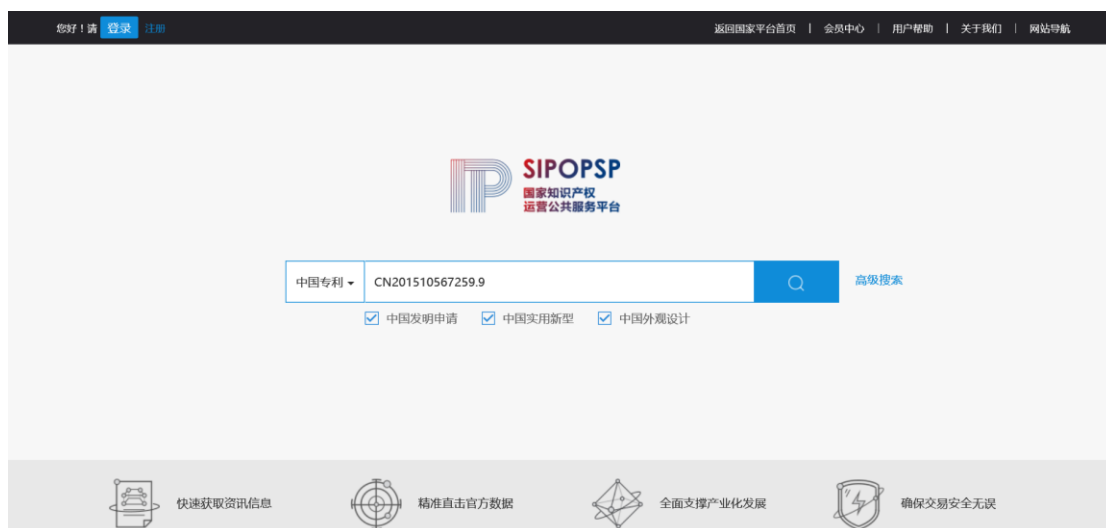 您好！请 登录 注册
返回国家平台首页 | 会员中心 | 用户帮助 | 关于我们 | 网站导航
SIPOPSP
国家知识产权
运营公共服务平台
中国专利 CN201510567259.9 高级搜索
中国发明申请 中国实用新型 中国外观设计
快速获取资讯信息 精准直击官方数据 全面支撑产业化发展 确保交易安全无误